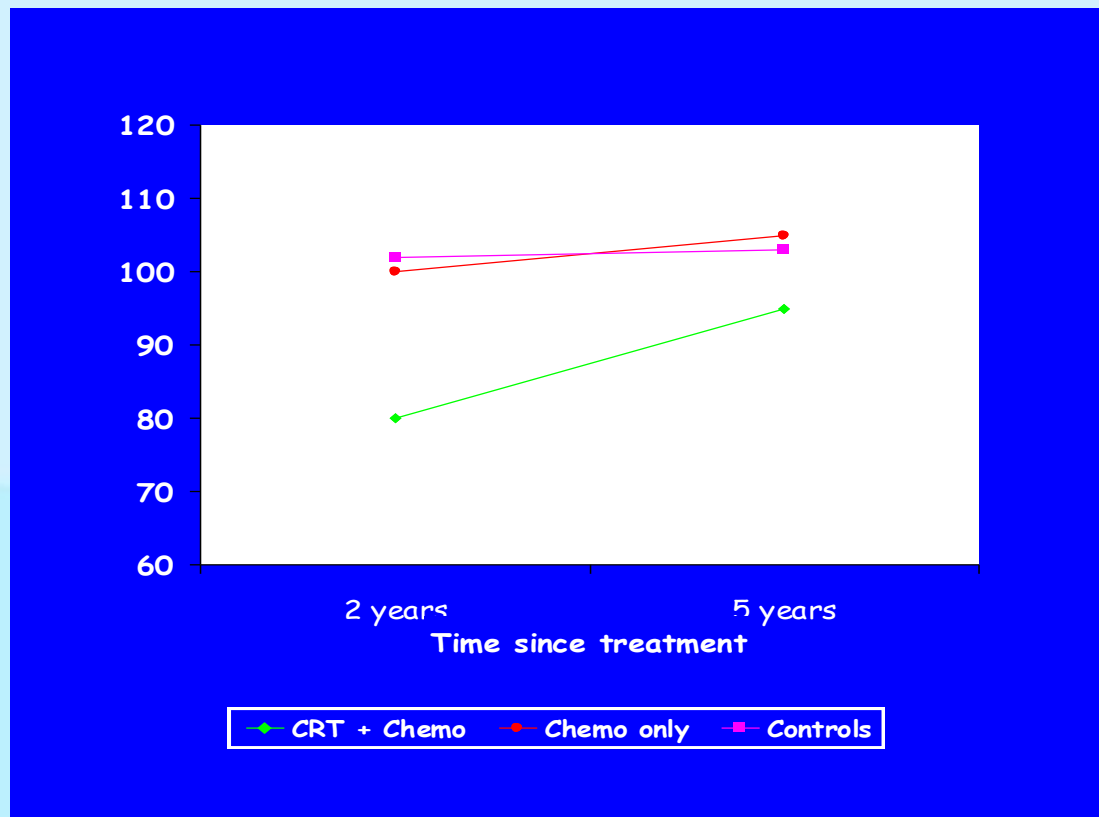 120
110
100
90
80
70
60
2 years 5 years
Time since treatment
CRT + Chemo Chemo only Controls